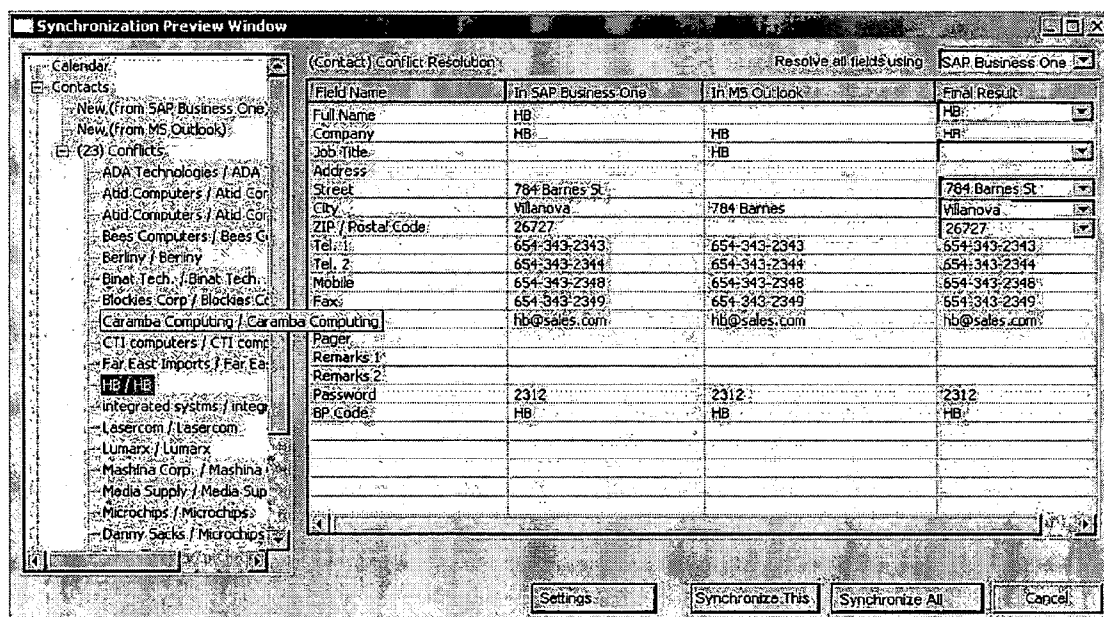 Synchronization Preview Window
Calendar
Contacts
New (from SAP Business One)
New (from MS Outlook)
(23) Conflicts
ADA Technologies / ADA
Atid Computers / Atid Cor
Atid Computers / Atid Cor
Bees Computers / Bees C
Berliny / Berliny
Binat Tech. / Binat Tech.
Blockies Corp / Blockies Co
Caramba Computing / Caramba Computing
CTI computers / CTI comp
Far East Imports / Far Ea
HB / HB
integrated systms / integ
Lasercom / Lasercom
Lumarx / Lumarx
Mashina Corp. / Mashina
Media Supply / Media Sup
Microchips / Microchips
Danny Sacks / Microchips
(Contact) Conflict Resolution Resolve all fields using SAP Business One
Field Name In SAP Business One In MS Outlook Final Result
Full Name HB HB
Company HB HB HB
Job Title HB
Address
Street 784 Barnes St 784 Barnes St
City Villanova 784 Barnes Villanova
ZIP / Postal Code 26727 26727
Tel. 1 654-343-2343 654-343-2343 654-343-2343
Tel. 2 654-343-2344 654-343-2344 654-343-2344
Mobile 654-343-2348 654-343-2348 654-343-2348
Fax 654-343-2349 654-343-2349 654-343-2349
hb@sales.com hb@sales.com hb@sales.com
Pager
Remarks 1
Remarks 2
Password 2312 2312 2312
BP Code HB HB HB
Settings Synchronize This Synchronize All Cancel